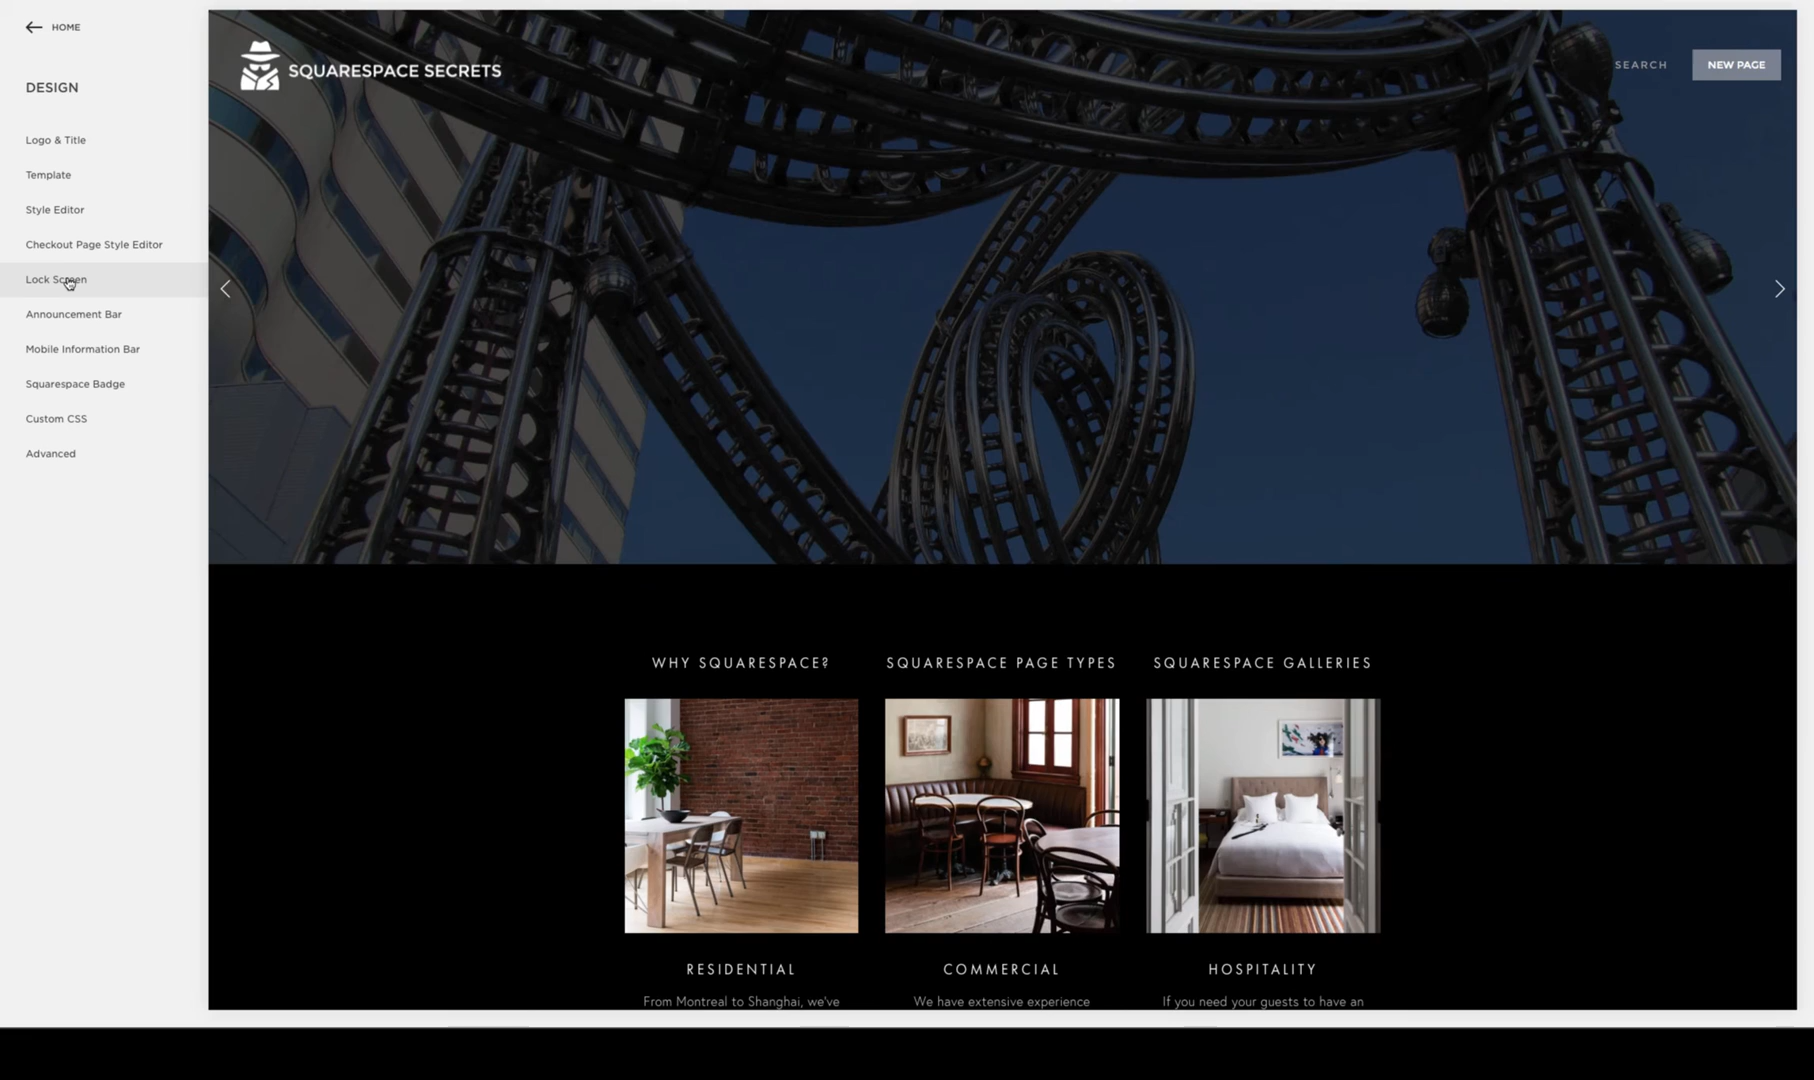 HOME
DESIGN
Logo & Title
Template
Style Editor
Checkout Page Style Editor
Lock Screen
Announcement Bar
Mobile Information Bar
Squarespace Badge
Custom CSS
Advanced
SQUARESPACE SECRETS
SEARCH
NEW PAGE
WHY SQUARESPACE?
SQUARESPACE PAGE TYPES
SQUARESPACE GALLERIES
RESIDENTIAL
From Montreal to Shanghai, we've
COMMERCIAL
We have extensive experience
HOSPITALITY
If you need your guests to have an